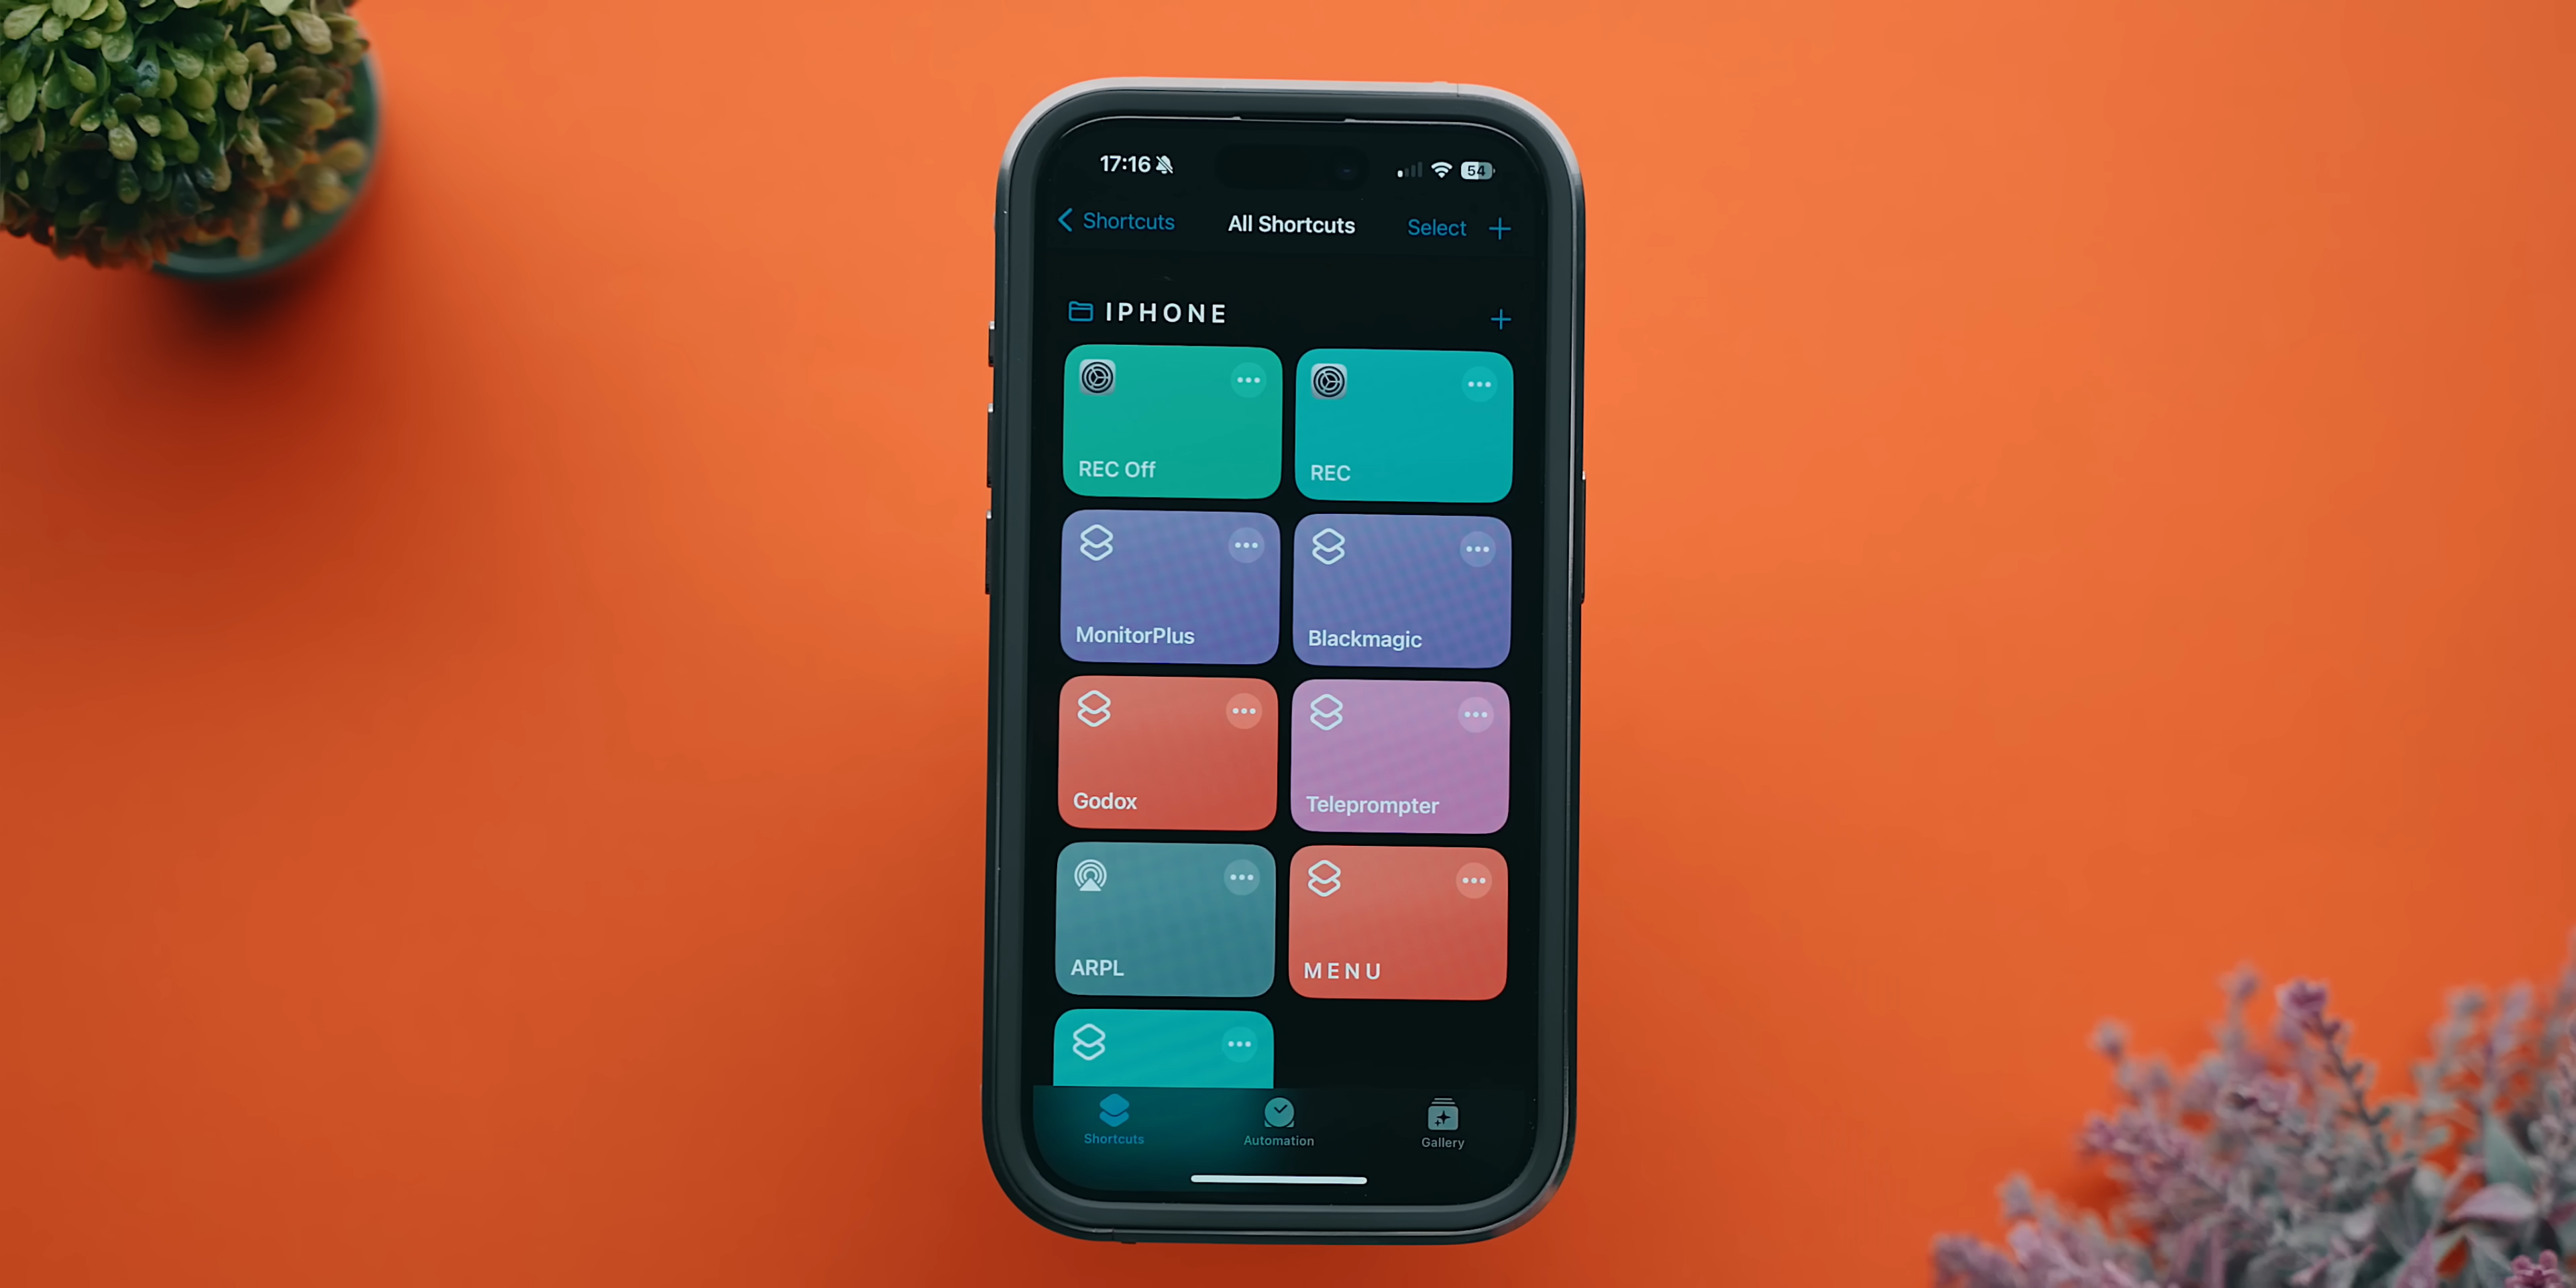 17:16 54
Shortcuts All Shortcuts Select
IPHONE
REC Off REC
MonitorPlus Blackmagic
Godox Teleprompter
ARPL MENU
Shortcuts Automation Gallery